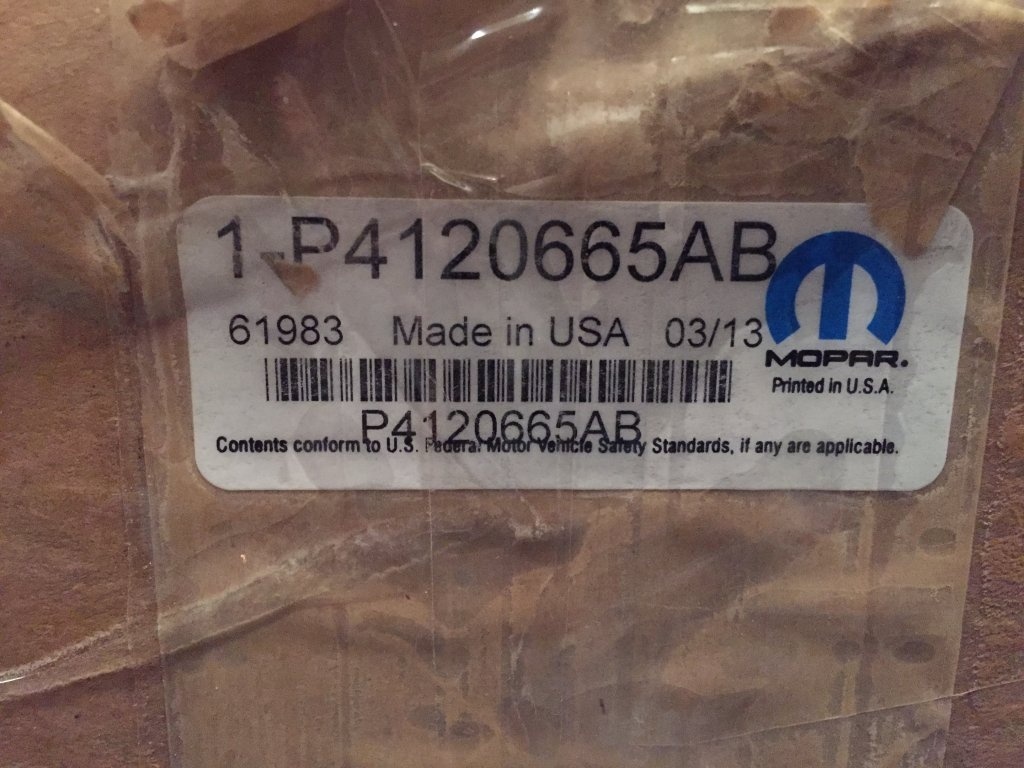 1-P4120665AB
61983 Made in USA 03/13
MOPAR.
Printed in U.S.A.
P4120665AB
Contents conform to U.S. Federal Motor Vehicle Safety Standards, if any are applicable.